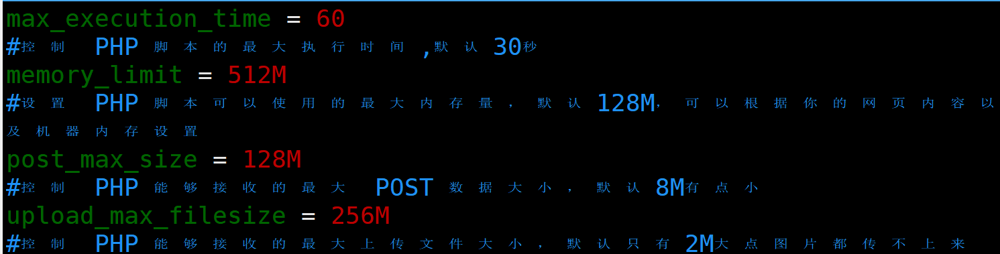 max_execution_time = 60
#控制 PHP 脚本的最大执行时间 ,默认 30秒
memory_limit = 512M
#设置 PHP 脚本可以使用的最大内存量，默认 128M，可以根据你的网页内容以
及机器内存设置
post_max_size = 128M
#控制 PHP 能够接收的最大 POST 数据大小，默认 8M有点小
upload_max_filesize = 256M
#控制 PHP 能够接收的最大上传文件大小，默认只有 2M大点图片都传不上来